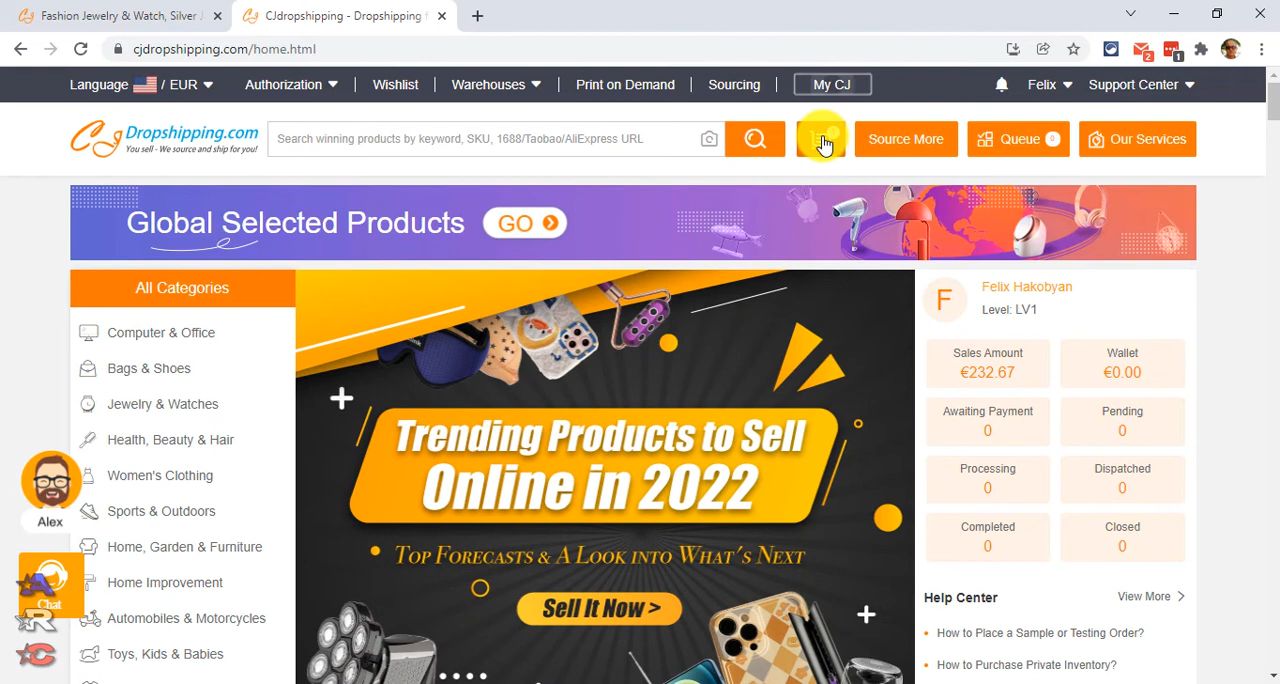 Fashion Jewelry & Watch, Silver J
CJdropshipping - Dropshipping f
cjdropshipping.com/home.html
2
1
Language / EUR
Authorization
Wishlist
Warehouses
Print on Demand
Sourcing
My CJ
Felix
Support Center
CJ Dropshipping.com
You sell - We source and ship for you!
Search winning products by keyword, SKU, 1688/Taobao/AliExpress URL
Source More
Queue 0
Our Services
Global Selected Products
GO
All Categories
Computer & Office
Bags & Shoes
Jewelry & Watches
Health, Beauty & Hair
Women's Clothing
Sports & Outdoors
Home, Garden & Furniture
Home Improvement
Automobiles & Motorcycles
Toys, Kids & Babies
Alex
Chat
A
R
C
Trending Products to Sell
Online in 2022
Top Forecasts & A Look into What's Next
Sell It Now >
F
Felix Hakobyan
Level: LV1
Sales Amount
€232.67
Wallet
€0.00
Awaiting Payment
0
Pending
0
Processing
0
Dispatched
0
Completed
0
Closed
0
Help Center
View More
How to Place a Sample or Testing Order?
How to Purchase Private Inventory?